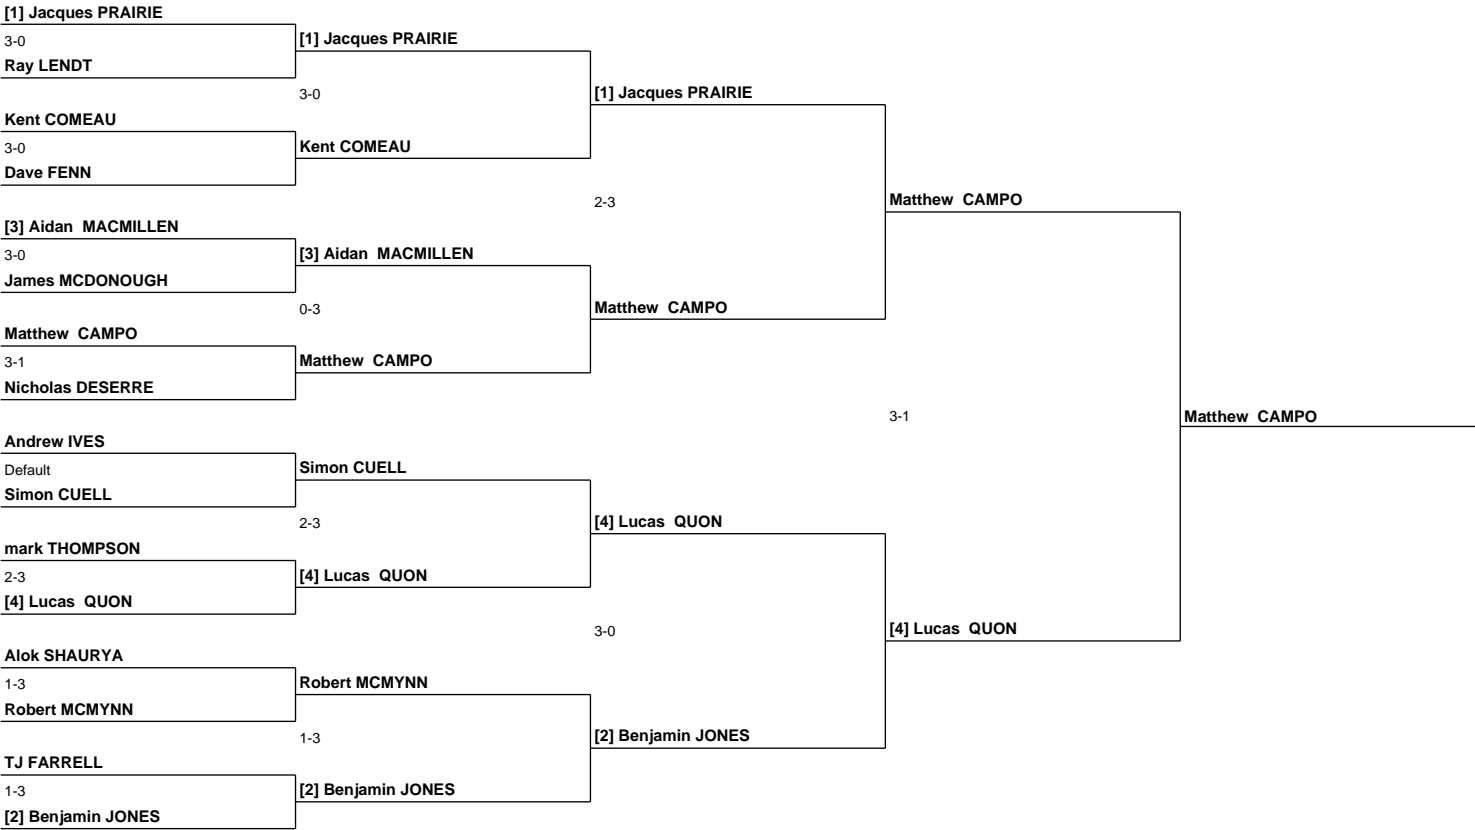 [1] Jacques PRAIRIE
3-0
Ray LENDT
Kent COMEAU
3-0
Dave FENN
[3] Aidan  MACMILLEN
3-0
James MCDONOUGH
Matthew  CAMPO
3-1
Nicholas DESERRE
Andrew IVES
Default
Simon CUELL
mark THOMPSON
2-3
[4] Lucas  QUON
Alok SHAURYA
1-3
Robert MCMYNN
TJ FARRELL
1-3
[2] Benjamin JONES
[1] Jacques PRAIRIE
3-0
Kent COMEAU
[3] Aidan  MACMILLEN
0-3
Matthew  CAMPO
Simon CUELL
2-3
[4] Lucas  QUON
Robert MCMYNN
1-3
[2] Benjamin JONES
[1] Jacques PRAIRIE
2-3
Matthew  CAMPO
[4] Lucas  QUON
3-0
[2] Benjamin JONES
Matthew  CAMPO
3-1
[4] Lucas  QUON
Matthew  CAMPO